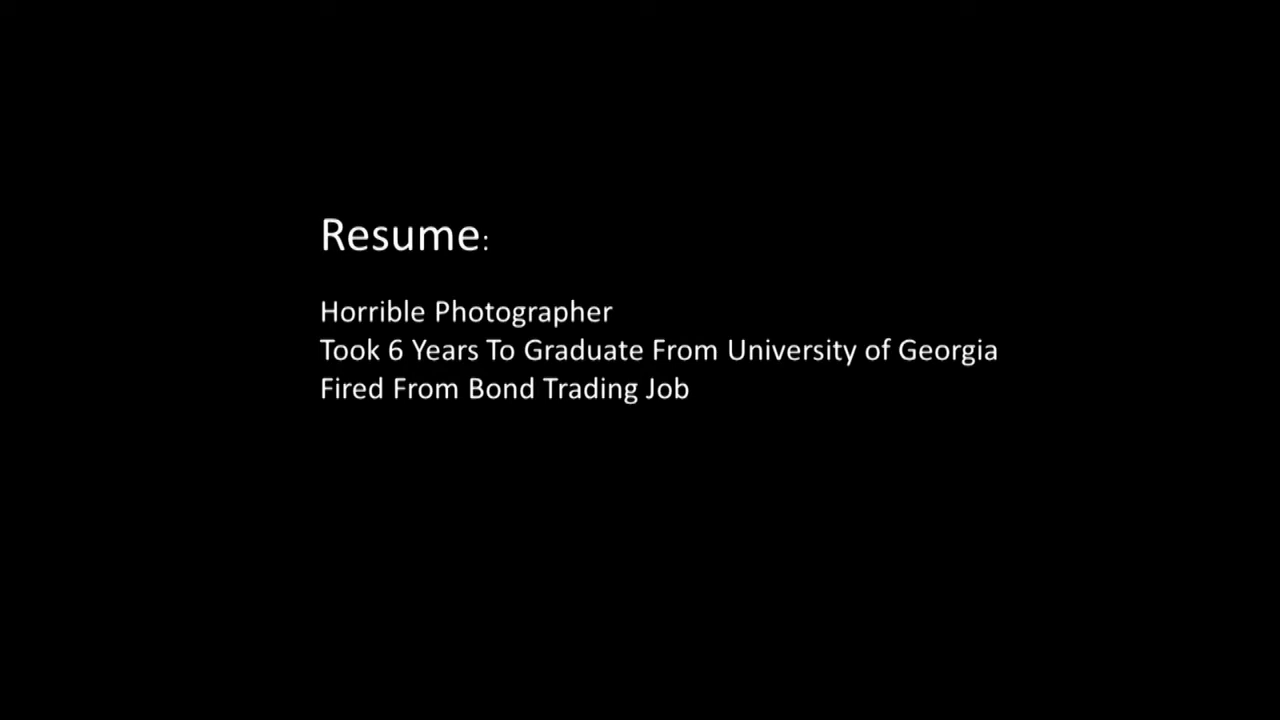 Resume:
Horrible Photographer
Took 6 Years To Graduate From University of Georgia
Fired From Bond Trading Job